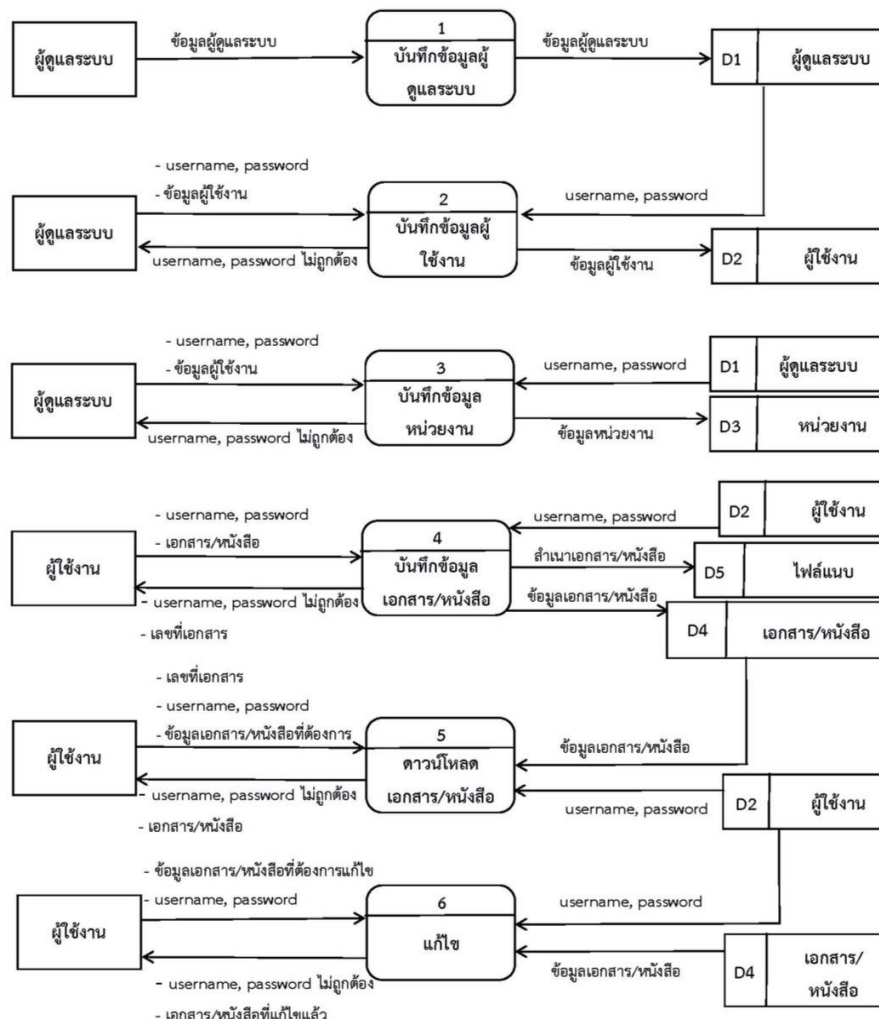 ข้อมูลผู้ดูแลระบบ
ข้อมูลผู้ดูแลระบบ
ผู้ดูแลระบบ
1
บันทึกข้อมูลผู้
ดูแลระบบ
D1
ผู้ดูแลระบบ
- username, password
- ข้อมูลผู้ใช้งาน
ผู้ดูแลระบบ
username, password ไม่ถูกต้อง
2
บันทึกข้อมูลผู้
ใช้งาน
username, password
ข้อมูลผู้ใช้งาน
D2
ผู้ใช้งาน
- username, password
- ข้อมูลผู้ใช้งาน
ผู้ดูแลระบบ
username, password ไม่ถูกต้อง
3
บันทึกข้อมูล
หน่วยงาน
username, password
ข้อมูลหน่วยงาน
D1
ผู้ดูแลระบบ
D3
หน่วยงาน
- username, password
- เอกสาร/หนังสือ
ผู้ใช้งาน
- username, password ไม่ถูกต้อง
- เลขที่เอกสาร
4
บันทึกข้อมูล
เอกสาร/หนังสือ
username, password
สำเนาเอกสาร/หนังสือ
ข้อมูลเอกสาร/หนังสือ
D2
ผู้ใช้งาน
D5
ไฟล์แนบ
D4
เอกสาร/หนังสือ
- เลขที่เอกสาร
- username, password
- ข้อมูลเอกสาร/หนังสือที่ต้องการ
ผู้ใช้งาน
- username, password ไม่ถูกต้อง
- เอกสาร/หนังสือ
5
ดาวน์โหลด
เอกสาร/หนังสือ
ข้อมูลเอกสาร/หนังสือ
username, password
D2
ผู้ใช้งาน
- ข้อมูลเอกสาร/หนังสือที่ต้องการแก้ไข
- username, password
ผู้ใช้งาน
- username, password ไม่ถูกต้อง
- เอกสาร/หนังสือที่แก้ไขแล้ว
6
แก้ไข
username, password
ข้อมูลเอกสาร/หนังสือ
D4
เอกสาร/
หนังสือ